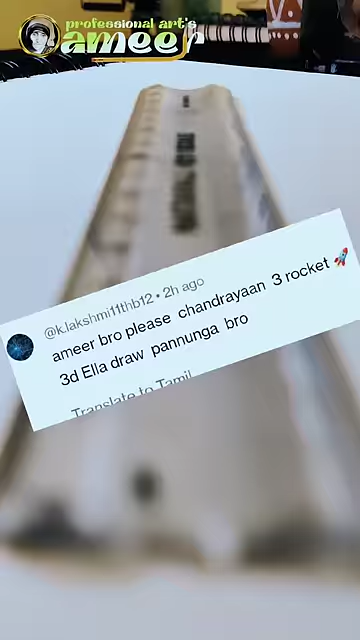 professional art's
ameer
@k.lakshmi11thb12 • 2h ago
ameer bro please chandrayaan 3 rocket 🚀
3d Ella draw pannunga bro
Translate to Tamil